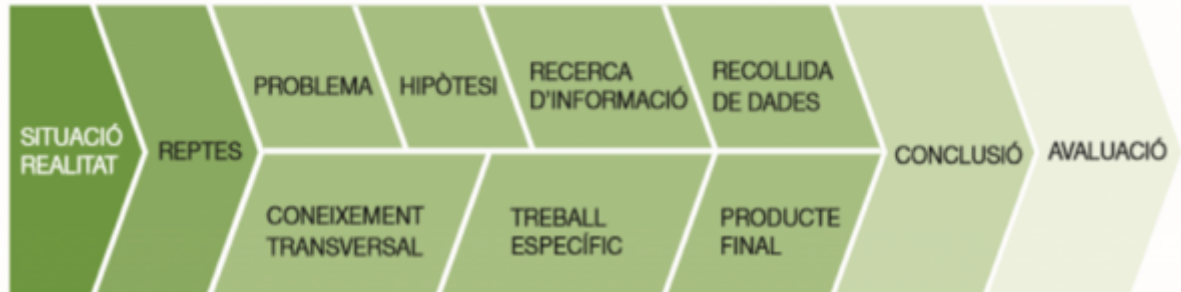 SITUACIÓ
REALITAT
REPTES
PROBLEMA
HIPÒTESI
RECERCA
D'INFORMACIÓ
RECOLLIDA
DE DADES
CONEIXEMENT
TRANSVERSAL
TREBALL
ESPECÍFIC
PRODUCTE
FINAL
CONCLUSIÓ
AVALUACIÓ